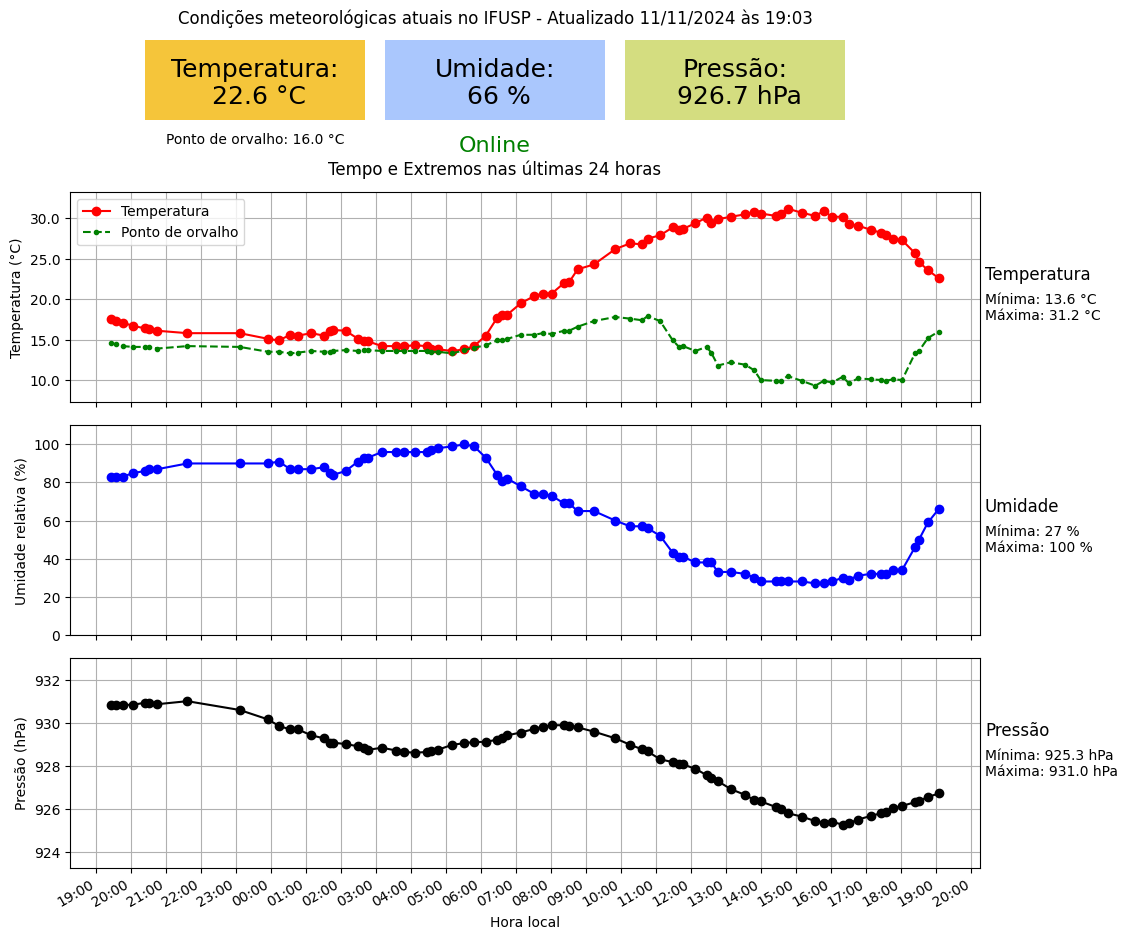 Condições meteorológicas atuais no IFUSP - Atualizado 11/11/2024 às 19:03
Temperatura:
22.6 °C
Umidade:
66 %
Pressão:
926.7 hPa
Ponto de orvalho: 16.0 °C
Online
Tempo e Extremos nas últimas 24 horas
Temperatura
Ponto de orvalho
Temperatura (°C)
30.0
25.0
20.0
15.0
10.0
Temperatura
Mínima: 13.6 °C
Máxima: 31.2 °C
Umidade relativa (%)
100
80
60
40
20
0
Umidade
Mínima: 27 %
Máxima: 100 %
Pressão (hPa)
932
930
928
926
924
Pressão
Mínima: 925.3 hPa
Máxima: 931.0 hPa
19:00 20:00 21:00 22:00 23:00 00:00 01:00 02:00 03:00 04:00 05:00 06:00 07:00 08:00 09:00 10:00 11:00 12:00 13:00 14:00 15:00 16:00 17:00 18:00 19:00 20:00
Hora local